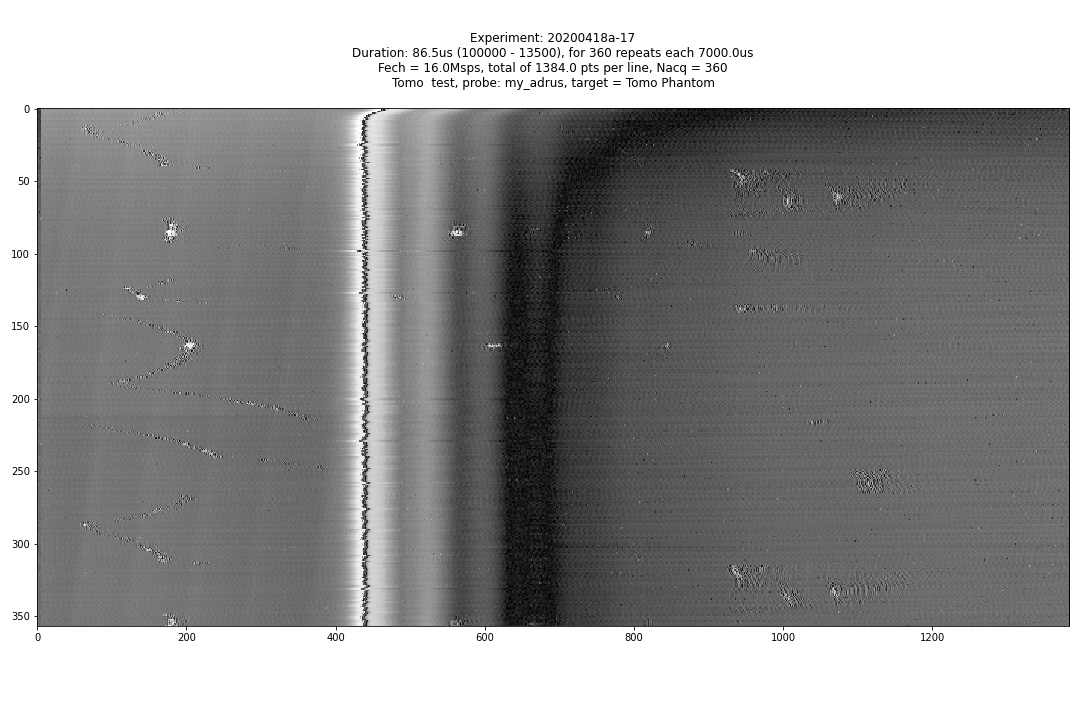 Experiment: 20200418a-17
Duration: 86.5us (100000 - 13500), for 360 repeats each 7000.0us
Fech = 16.0Msps, total of 1384.0 pts per line, Nacq = 360
Tomo  test, probe: my_adrus, target = Tomo Phantom
0
50
100
150
200
250
300
350
0 200 400 600 800 1000 1200